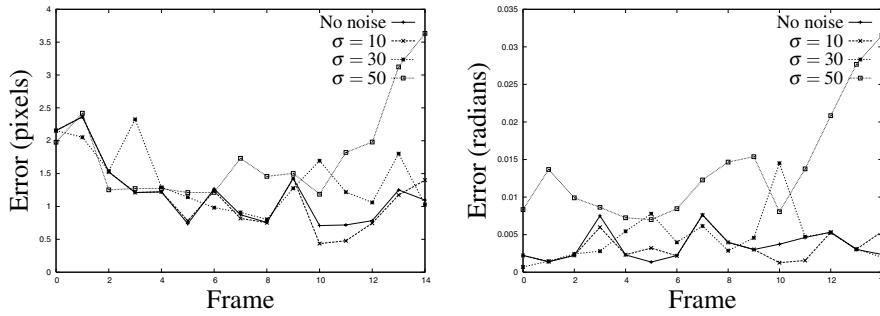 4
3.5
3
2.5
2
1.5
1
0.5
0
0 2 4 6 8 10 12 14
Error (pixels)
Frame
No noise
σ = 10
σ = 30
σ = 50
0.035
0.03
0.025
0.02
0.015
0.01
0.005
0
0 2 4 6 8 10 12 14
Error (radians)
Frame
No noise
σ = 10
σ = 30
σ = 50